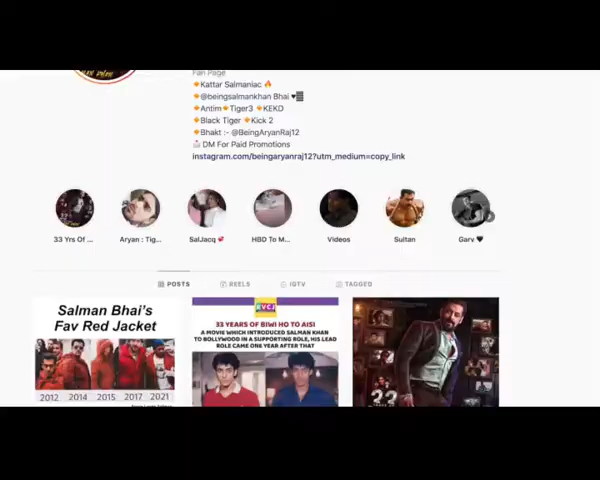 Fan Page
🔸Kattar Salmaniac 🔥
🔸@beingsalmankhan Bhai ♥
🔸Antim🔸Tiger3 🔸KEKD
🔸Black Tiger 🔸Kick 2
🔸Bhakt :- @BeingAryanRaj12
📩 DM For Paid Promotions
instagram.com/beingaryanraj12?utm_medium=copy_link
33 Yrs Of ... Aryan : Tig... SalJacq 💞 HBD To M... Videos Sultan Garv 🖤
POSTS REELS IGTV TAGGED
Salman Bhai's
Fav Red Jacket
2012 2014 2015 2017 2021
RVCJ
33 YEARS OF BIWI HO TO AISI
A MOVIE WHICH INTRODUCED SALMAN KHAN
TO BOLLYWOOD IN A SUPPORTING ROLE, HIS LEAD
ROLE CAME ONE YEAR AFTER THAT
33